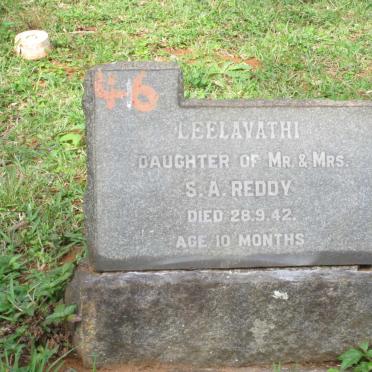 46
LEELAVATHI
DAUGHTER OF MR. & MRS.
S. A. REDDY
DIED 28.9.42.
AGE 10 MONTHS